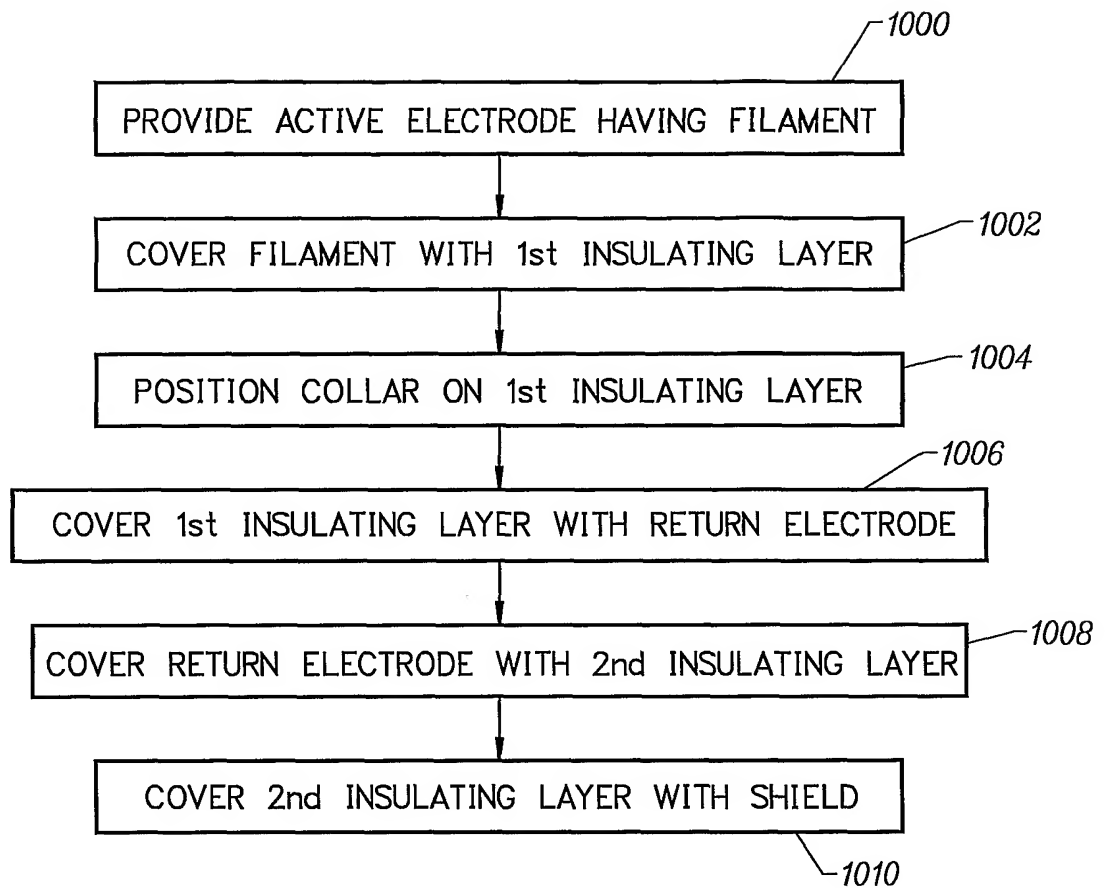 1000
PROVIDE ACTIVE ELECTRODE HAVING FILAMENT
1002
COVER FILAMENT WITH 1st INSULATING LAYER
1004
POSITION COLLAR ON 1st INSULATING LAYER
1006
COVER 1st INSULATING LAYER WITH RETURN ELECTRODE
1008
COVER RETURN ELECTRODE WITH 2nd INSULATING LAYER
COVER 2nd INSULATING LAYER WITH SHIELD
1010